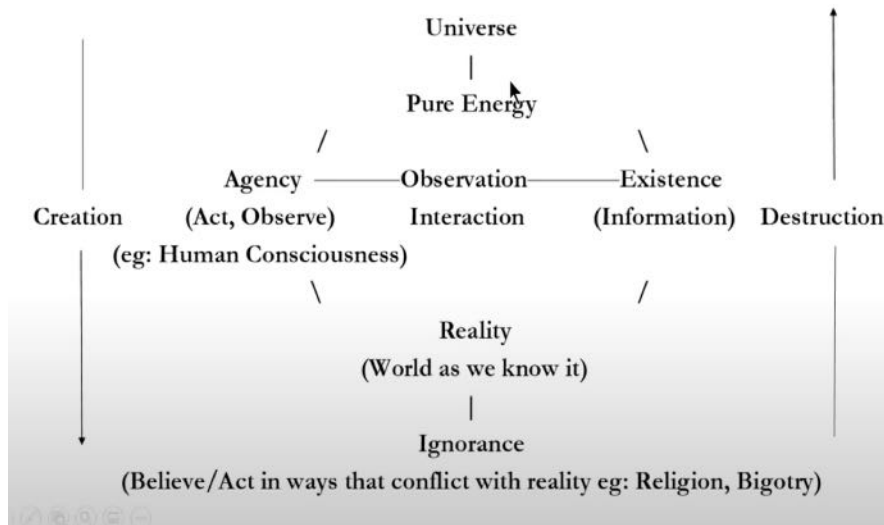 Universe
Pure Energy
Agency Observation Existence
Creation (Act, Observe) Interaction (Information) Destruction
(eg: Human Consciousness)
Reality
(World as we know it)
Ignorance
(Believe/Act in ways that conflict with reality eg: Religion, Bigotry)